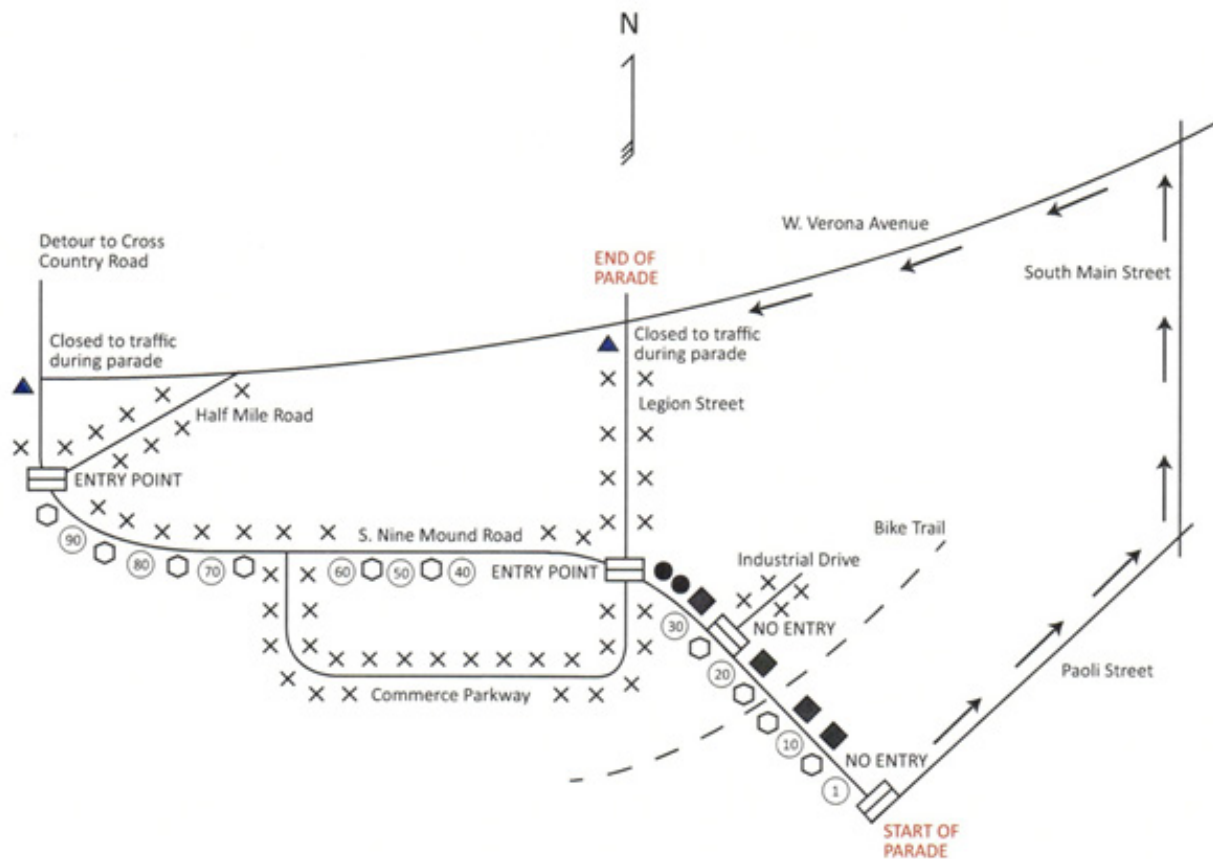 N
W. Verona Avenue
Detour to Cross
Country Road
END OF
PARADE
South Main Street
Closed to traffic
during parade
Closed to traffic
during parade
Half Mile Road
Legion Street
ENTRY POINT
S. Nine Mound Road
Bike Trail
90
80
70
60
50
40
ENTRY POINT
Industrial Drive
30
NO ENTRY
20
Paoli Street
Commerce Parkway
10
NO ENTRY
1
START OF
PARADE